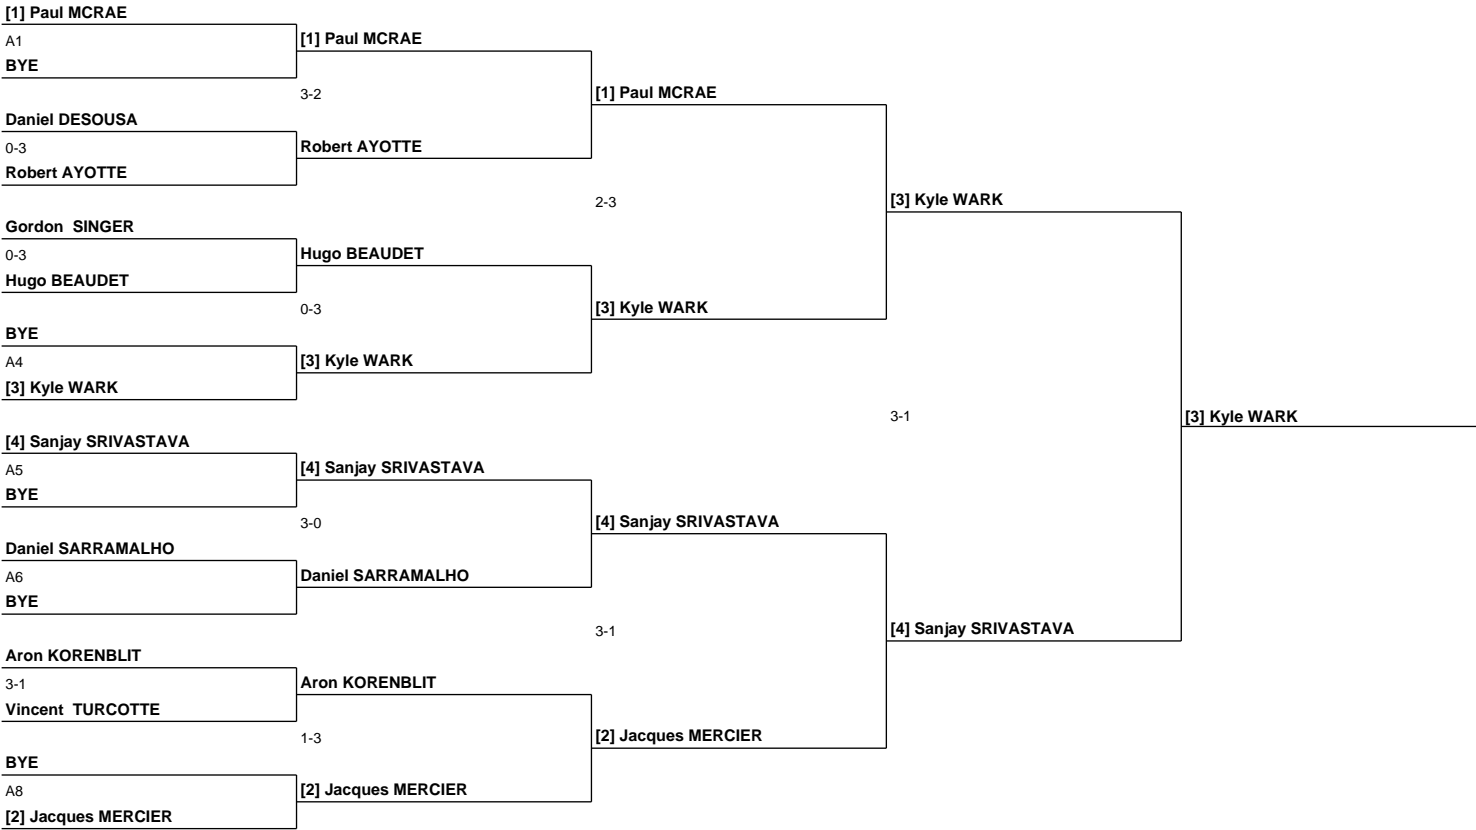 [1] Paul MCRAE
A1
[1] Paul MCRAE
BYE
3-2
[1] Paul MCRAE
Daniel DESOUSA
0-3
Robert AYOTTE
Robert AYOTTE
2-3
[3] Kyle WARK
Gordon  SINGER
0-3
Hugo BEAUDET
Hugo BEAUDET
0-3
[3] Kyle WARK
BYE
A4
[3] Kyle WARK
[3] Kyle WARK
3-1
[3] Kyle WARK
[4] Sanjay SRIVASTAVA
A5
[4] Sanjay SRIVASTAVA
BYE
3-0
[4] Sanjay SRIVASTAVA
Daniel SARRAMALHO
A6
Daniel SARRAMALHO
BYE
3-1
[4] Sanjay SRIVASTAVA
Aron KORENBLIT
3-1
Aron KORENBLIT
Vincent  TURCOTTE
1-3
[2] Jacques MERCIER
BYE
A8
[2] Jacques MERCIER
[2] Jacques MERCIER